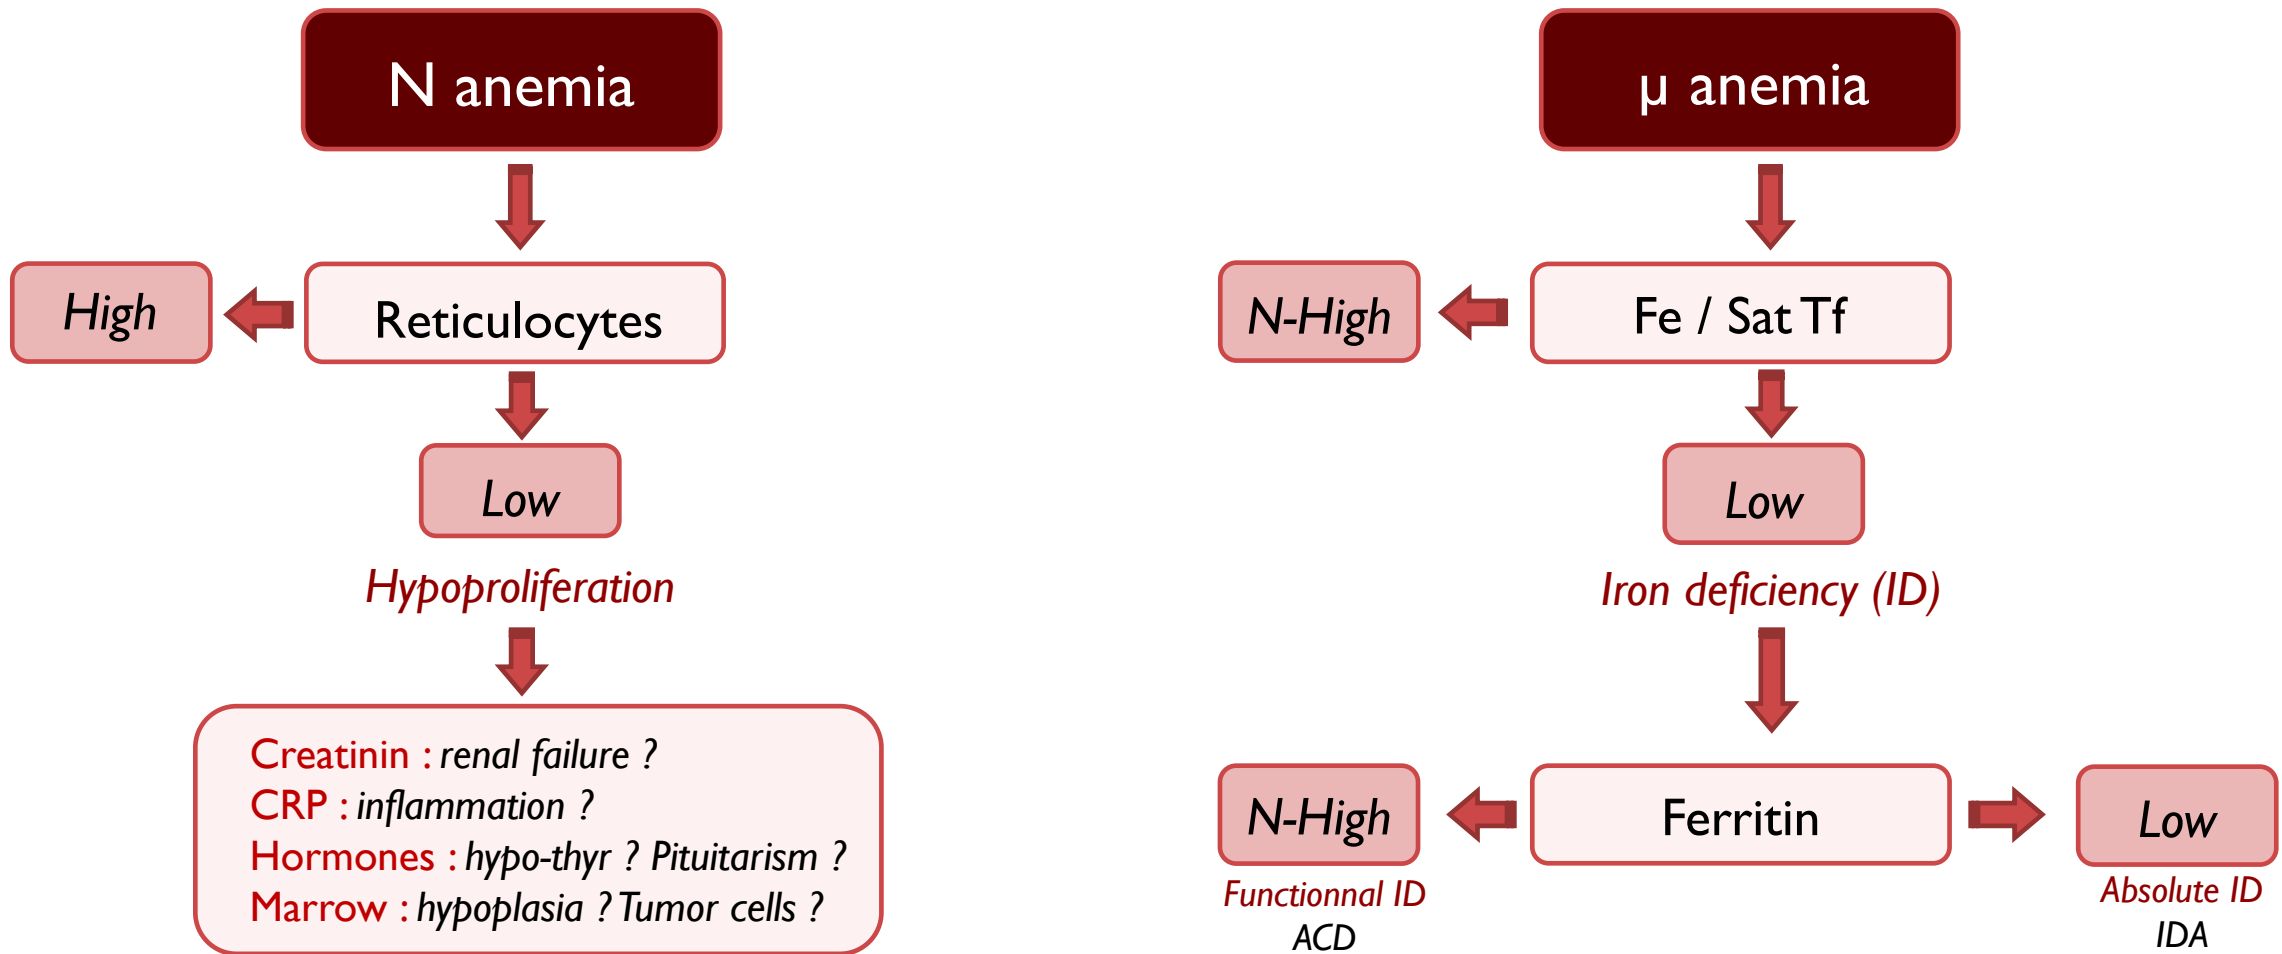 N anemia
High
Reticulocytes
Low
Hypoproliferation
Creatinin : renal failure ?
CRP : inflammation ?
Hormones : hypo-thyr ? Pituitarism ?
Marrow : hypoplasia ? Tumor cells ?
µ anemia
N-High
Fe / Sat Tf
Low
Iron deficiency (ID)
N-High
Ferritin
Low
Functionnal ID
ACD
Absolute ID
IDA